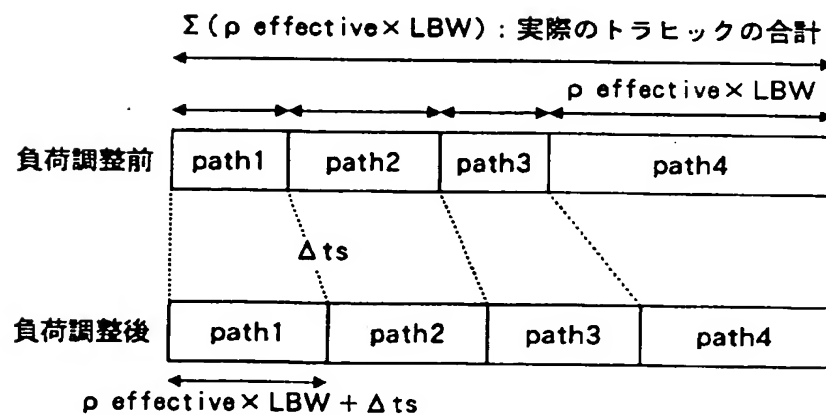 Σ(ρ effective×LBW):実際のトラヒックの合計
ρ effective×LBW
負荷調整前 path1 path2 path3 path4
Δts
負荷調整後 path1 path2 path3 path4
ρ effective×LBW+Δts